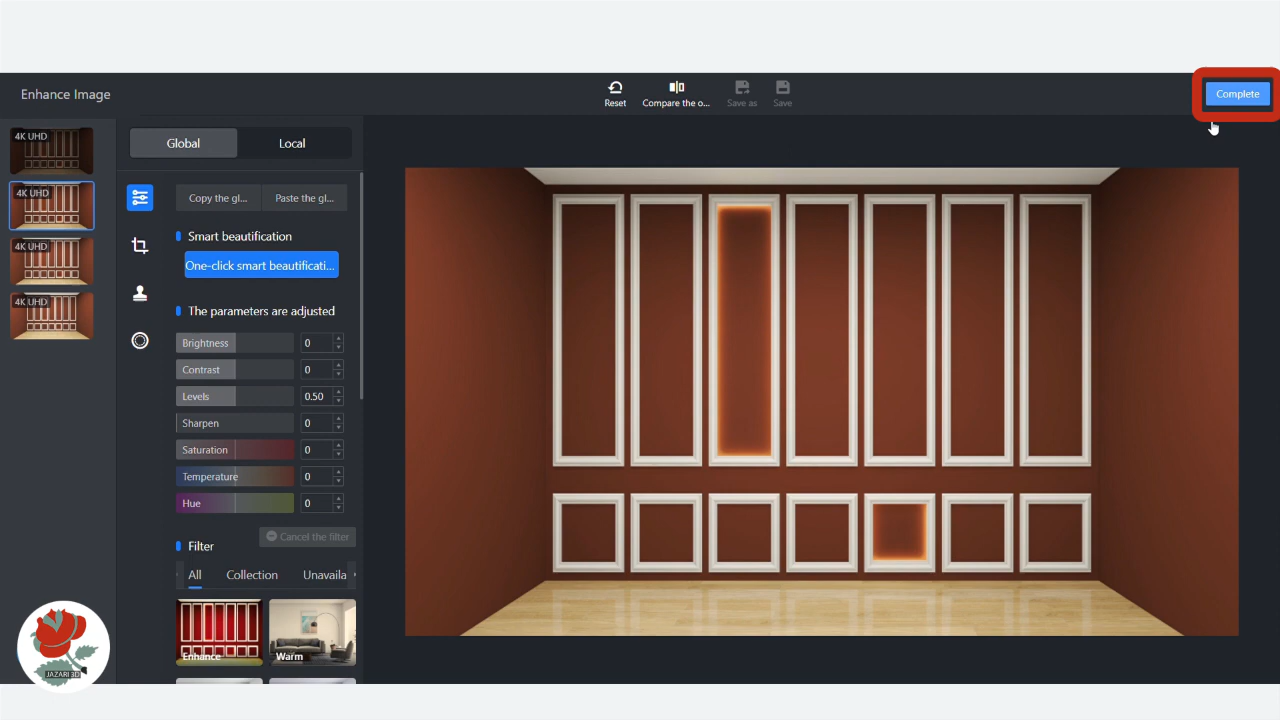 Enhance Image
Reset
Compare the o...
Save as
Save
Complete
4K UHD
4K UHD
4K UHD
4K UHD
Global
Local
Copy the gl...
Paste the gl...
Smart beautification
One-click smart beautificati...
The parameters are adjusted
Brightness 0
Contrast 0
Levels 0.50
Sharpen 0
Saturation 0
Temperature 0
Hue 0
Filter
Cancel the filter
All
Collection
Unavaila
Enhance
Warm
JAZARI 3D